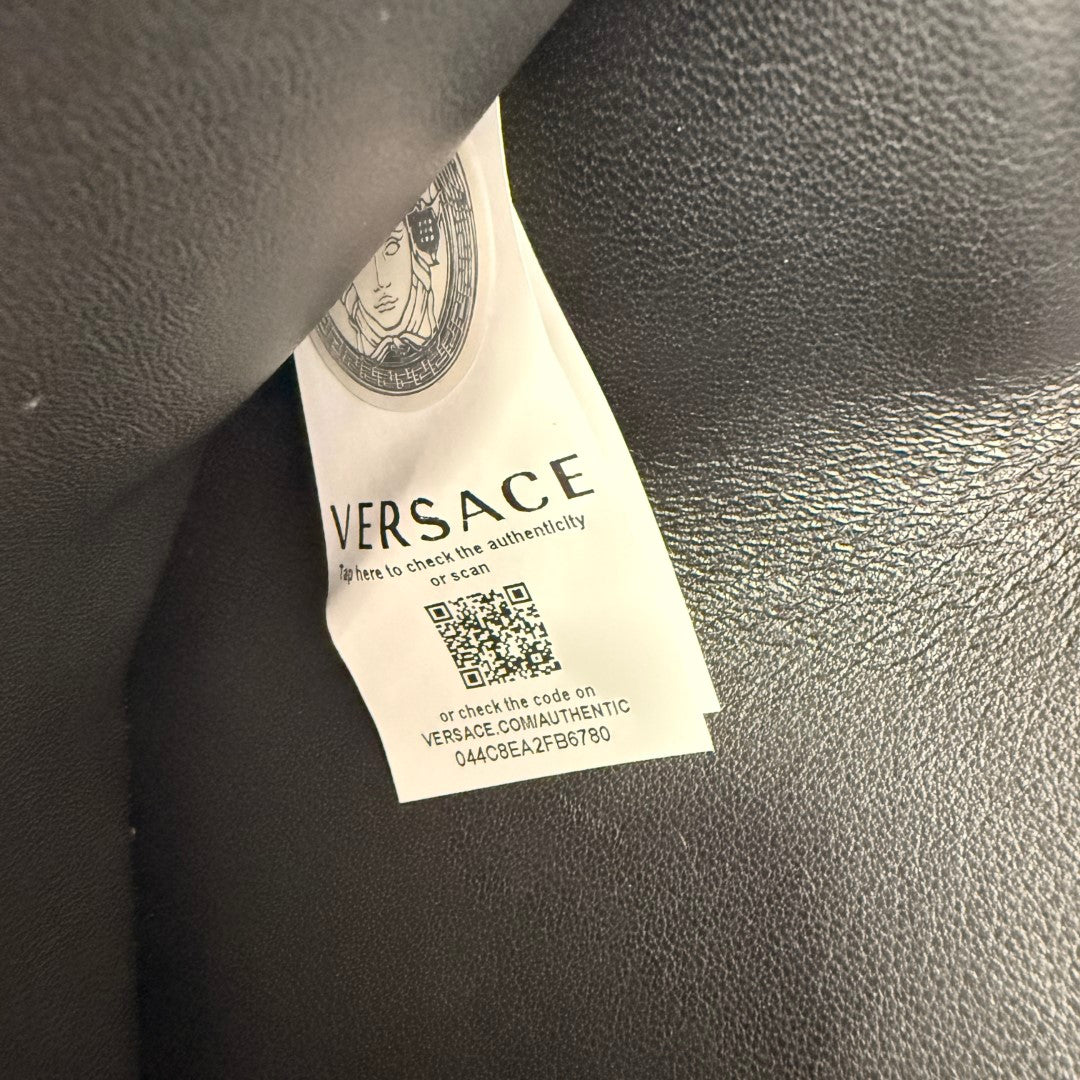 VERSACE
Tap here to check the authenticity
or scan
or check the code on
VERSACE.COM/AUTHENTIC
044C8EA2FB6780